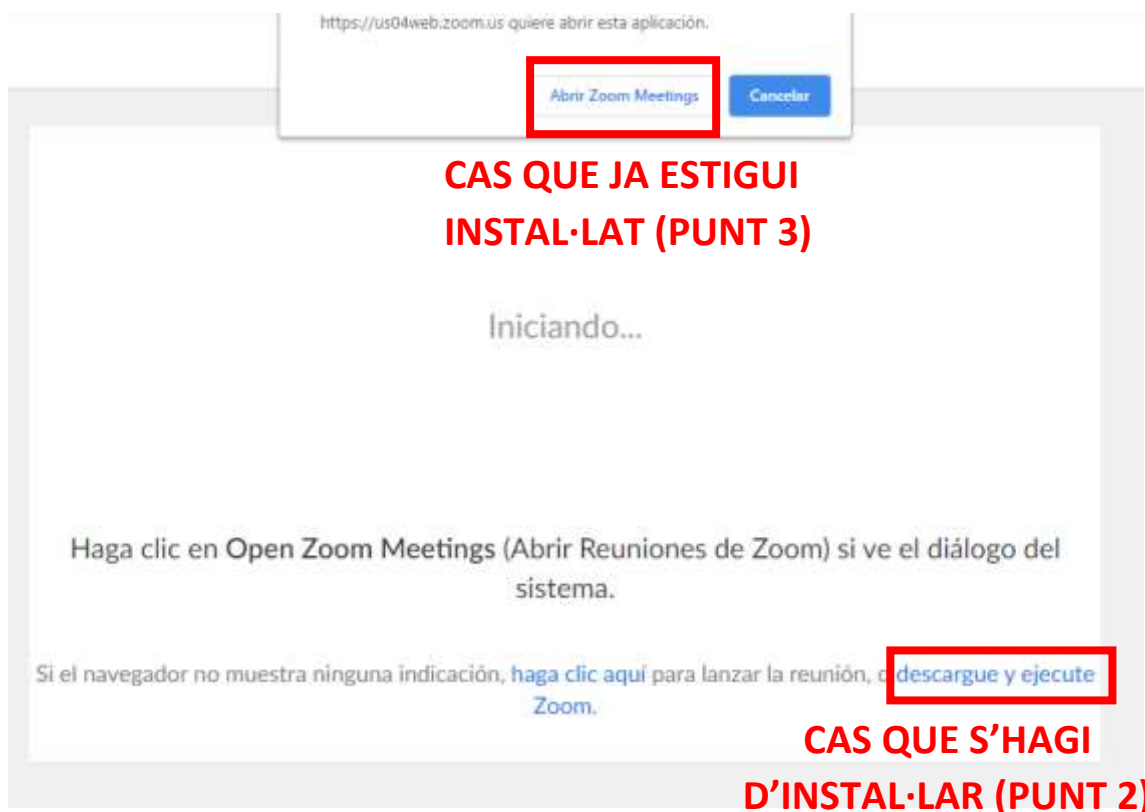 https://us04web.zoom.us quiere abrir esta aplicación.
Abrir Zoom Meetings
Cancelar
CAS QUE JA ESTIGUI
INSTAL·LAT (PUNT 3)
Iniciando...
Haga clic en Open Zoom Meetings (Abrir Reuniones de Zoom) si ve el diálogo del
sistema.
Si el navegador no muestra ninguna indicación, haga clic aquí para lanzar la reunión, o descargue y ejecute
Zoom.
CAS QUE S’HAGI
D’INSTAL·LAR (PUNT 2)